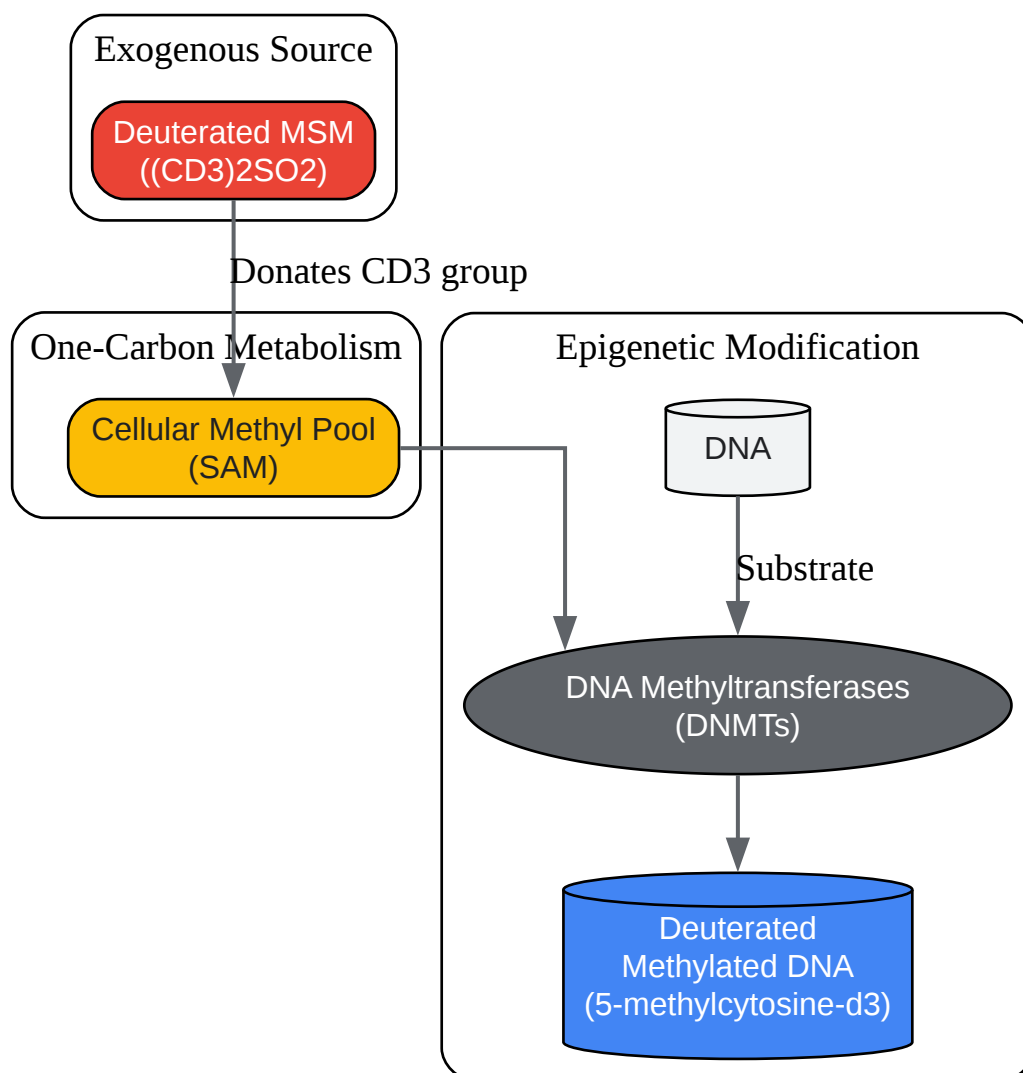 Exogenous Source
Deuterated MSM
((CD3)2SO2)
Donates CD3 group
One-Carbon Metabolism
Cellular Methyl Pool
(SAM)
Epigenetic Modification
DNA
Substrate
DNA Methyltransferases
(DNMTs)
Deuterated
Methylated DNA
(5-methylcytosine-d3)